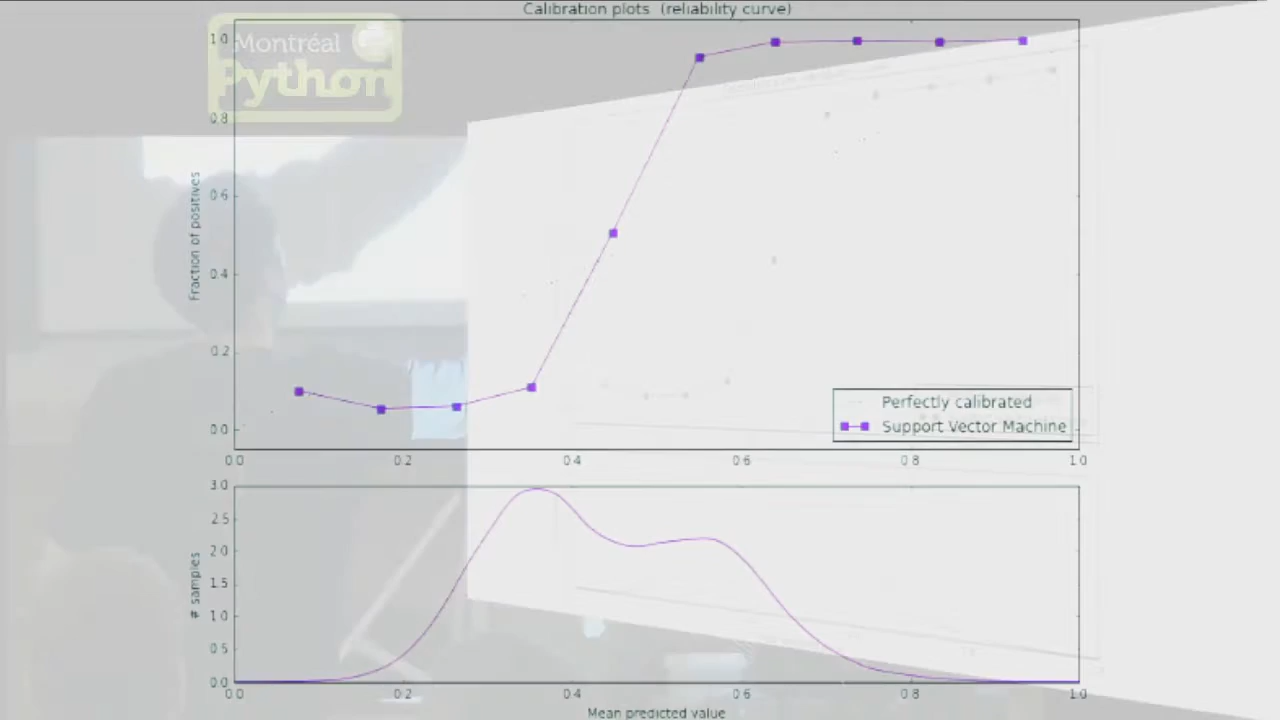 Calibration plots (reliability curve)
Montréal
Python
1.0
0.8
0.6
0.4
0.2
0.0
Fraction of positives
Perfectly calibrated
Support Vector Machine
0.0 0.2 0.4 0.6 0.8 1.0
3.0
2.5
2.0
1.5
1.0
0.5
0.0
# samples
0.0 0.2 0.4 0.6 0.8 1.0
Mean predicted value